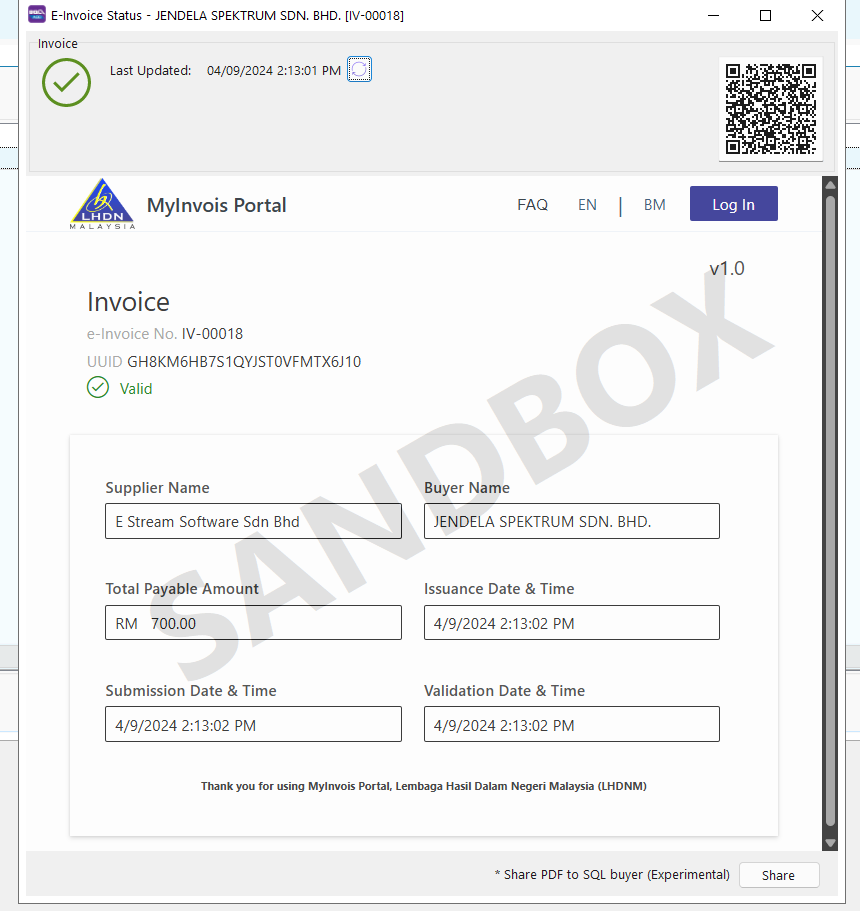 E-Invoice Status - JENDELA SPEKTRUM SDN. BHD. [IV-00018]
Invoice
Last Updated: 04/09/2024 2:13:01 PM
LHDN
MALAYSIA
MyInvois Portal
FAQ EN | BM Log In
v1.0
Invoice
e-Invoice No. IV-00018
UUID GH8KM6HB7S1QYJST0VFMTX6J10
Valid
SANDBOX
Supplier Name Buyer Name
E Stream Software Sdn Bhd JENDELA SPEKTRUM SDN. BHD.
Total Payable Amount Issuance Date & Time
RM 700.00 4/9/2024 2:13:02 PM
Submission Date & Time Validation Date & Time
4/9/2024 2:13:02 PM 4/9/2024 2:13:02 PM
Thank you for using MyInvois Portal, Lembaga Hasil Dalam Negeri Malaysia (LHDNM)
* Share PDF to SQL buyer (Experimental) Share